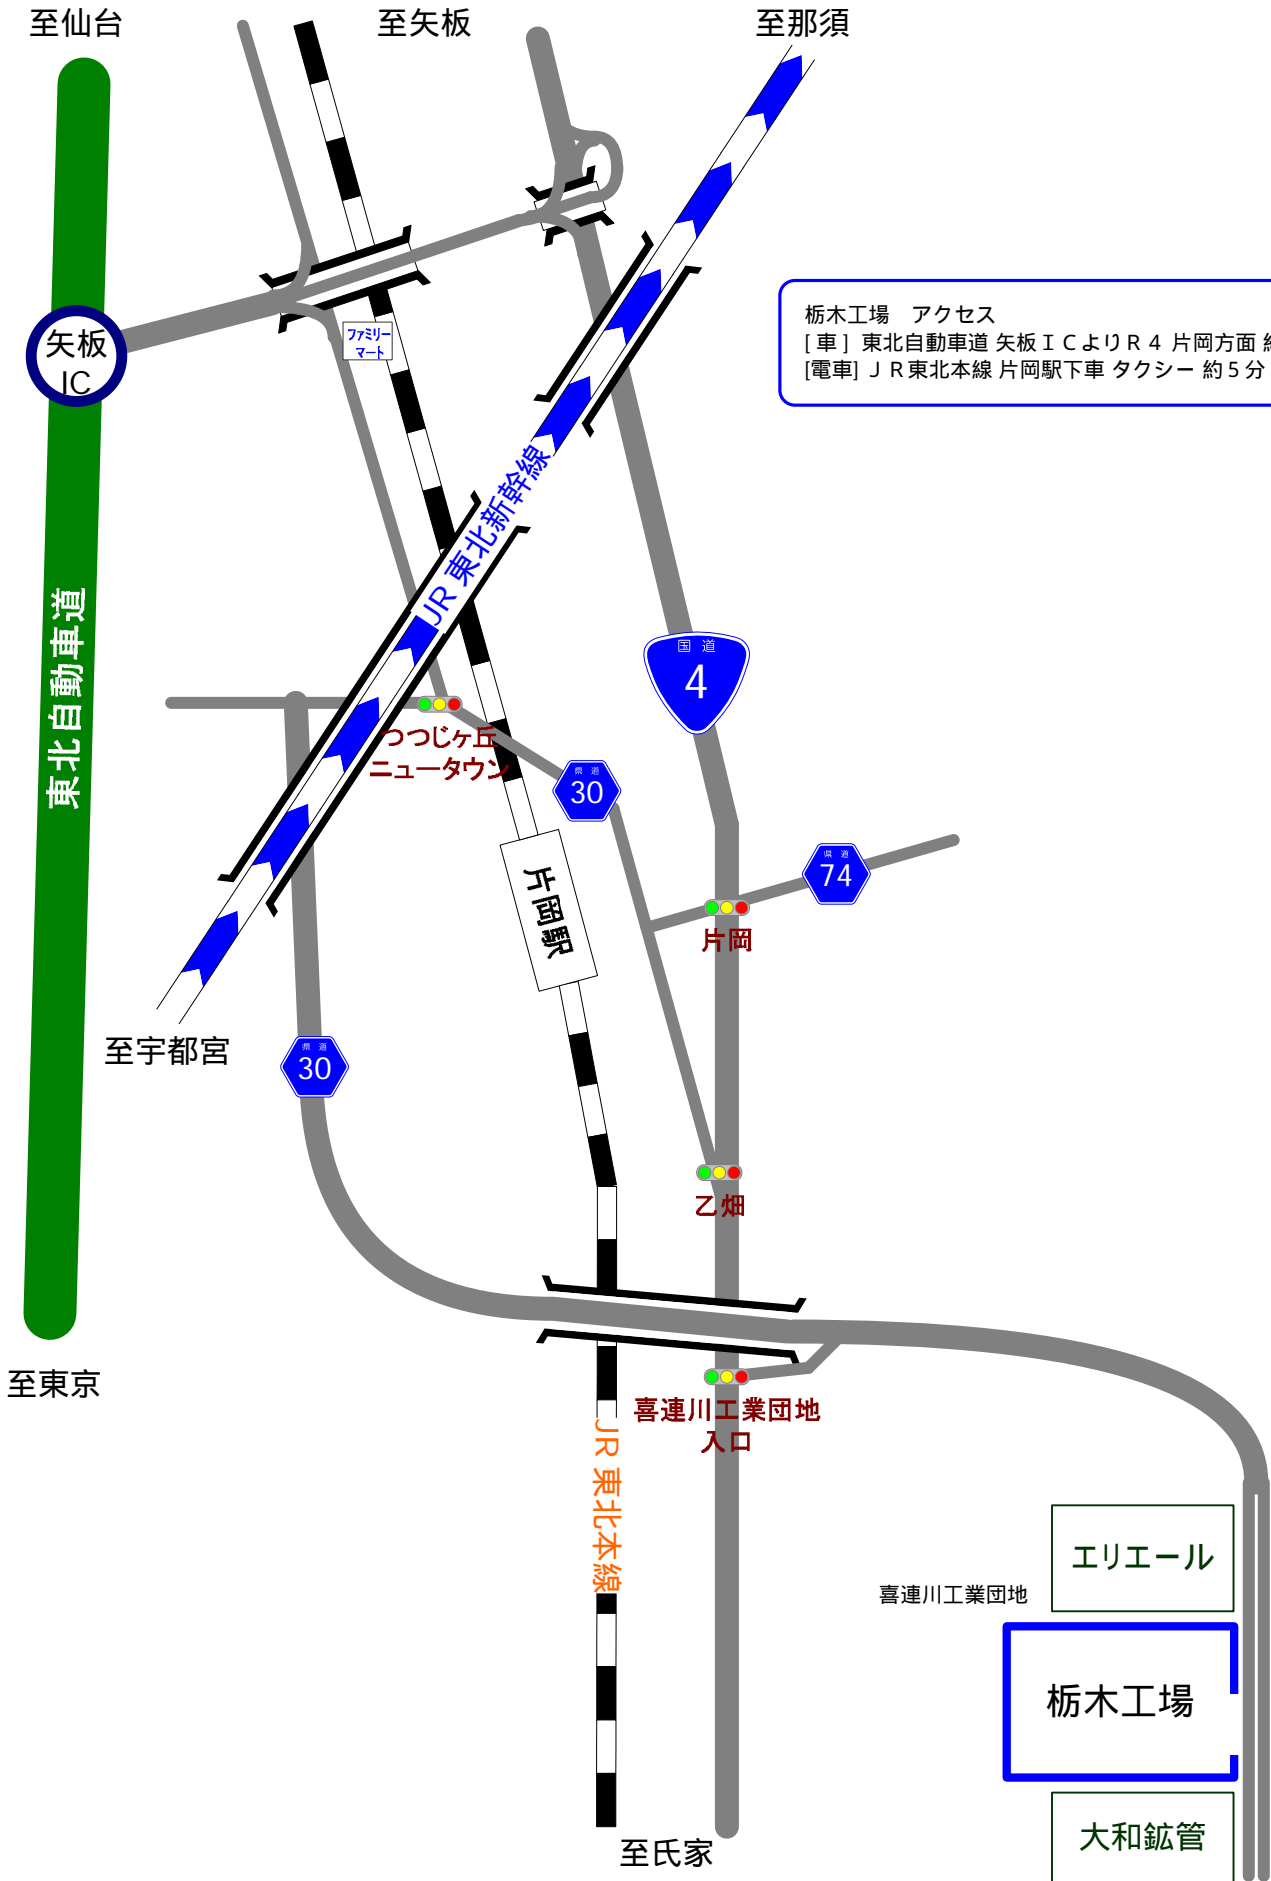 至仙台
至矢板
至那須
矢板
IC
ファミリー
マート
栃木工場　アクセス
[車] 東北自動車道 矢板ＩＣよりＲ４ 片岡方面
[電車] ＪＲ東北本線 片岡駅下車 タクシー 約５分
JR 東北新幹線
東北自動車道
国道
4
つつじヶ丘
ニュータウン
県道
30
県道
74
片岡駅
片岡
至宇都宮
県道
30
乙畑
至東京
喜連川工業団地
入口
JR 東北本線
エリエール
喜連川工業団地
栃木工場
大和鉱管
至氏家